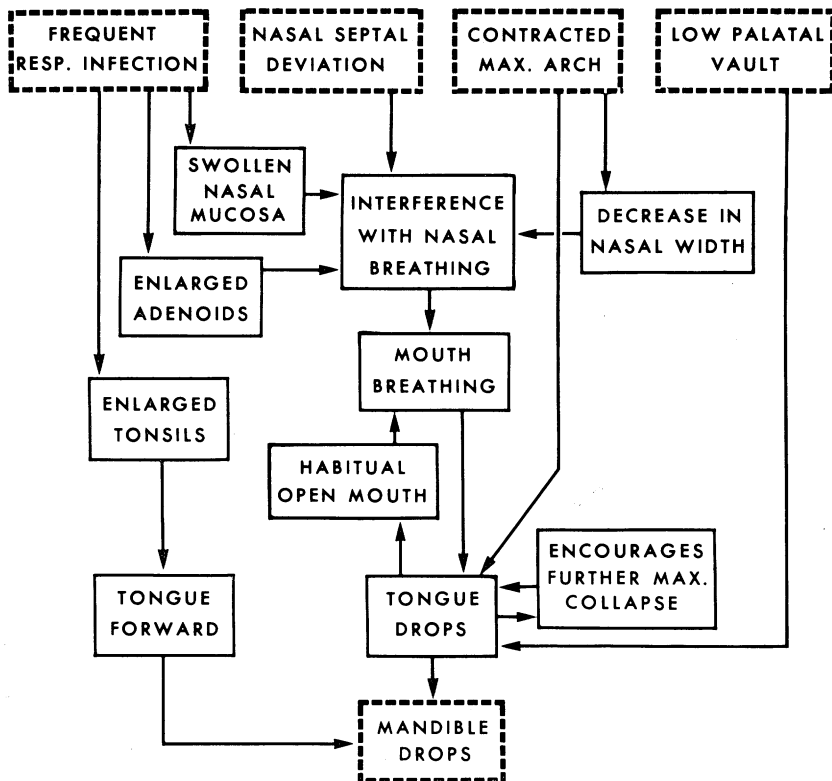 FREQUENT
RESP. INFECTION
NASAL SEPTAL
DEVIATION
CONTRACTED
MAX. ARCH
LOW PALATAL
VAULT
SWOLLEN
NASAL
MUCOSA
INTERFERENCE
WITH NASAL
BREATHING
DECREASE IN
NASAL WIDTH
ENLARGED
ADENOIDS
MOUTH
BREATHING
ENLARGED
TONSILS
HABITUAL
OPEN MOUTH
ENCOURAGES
FURTHER MAX.
COLLAPSE
TONGUE
FORWARD
TONGUE
DROPS
MANDIBLE
DROPS